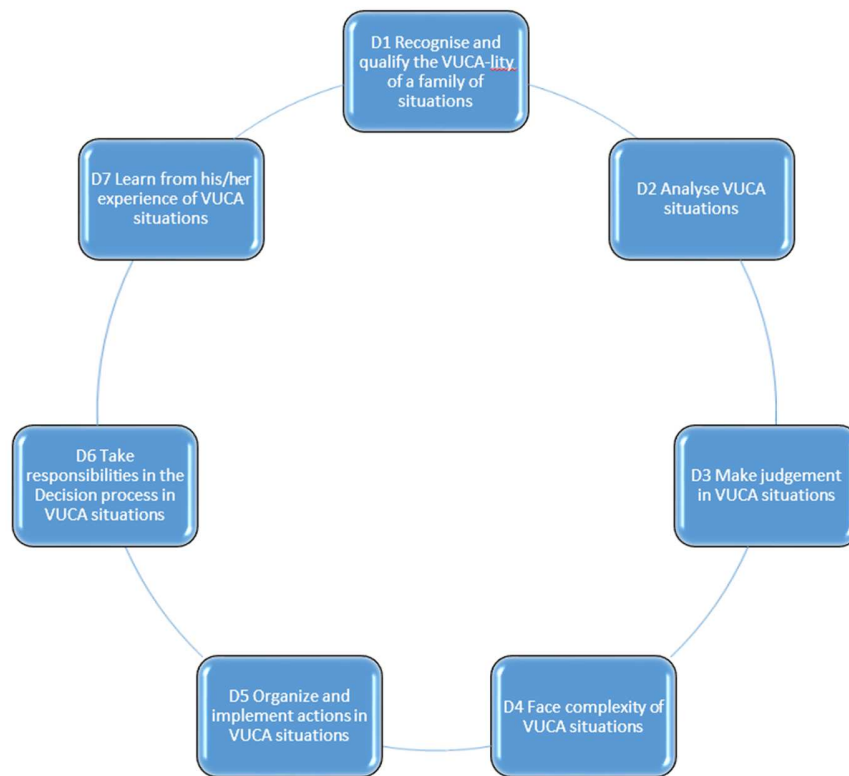 D1 Recognise and
qualify the VUCA-lity
of a family of
situations
D2 Analyse VUCA
situations
D3 Make judgement
in VUCA situations
D4 Face complexity of
VUCA situations
D5 Organize and
implement actions in
VUCA situations
D6 Take
responsibilities in the
Decision process in
VUCA situations
D7 Learn from his/her
experience of VUCA
situations